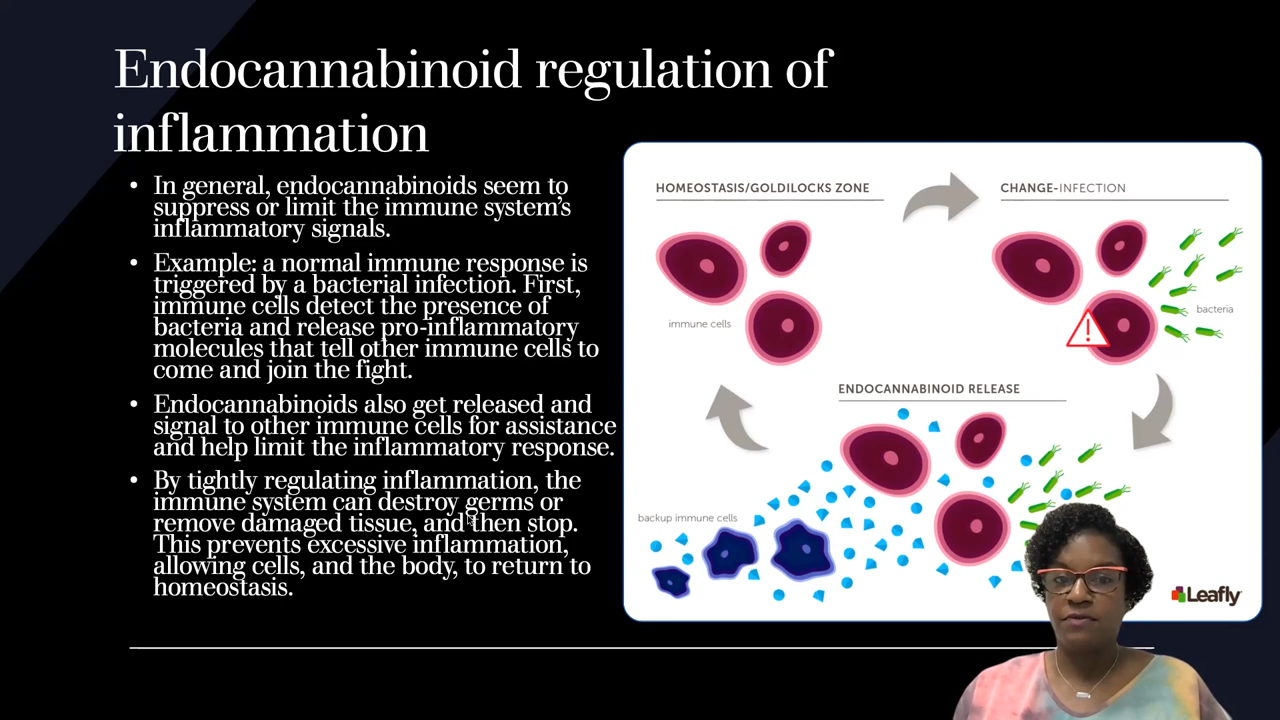 Endocannabinoid regulation of
inflammation
• In general, endocannabinoids seem to
suppress or limit the immune system's
inflammatory signals.
• Example: a normal immune response is
triggered by a bacterial infection. First,
immune cells detect the presence of
bacteria and release pro-inflammatory
molecules that tell other immune cells to
come and join the fight.
• Endocannabinoids also get released and
signal to other immune cells for assistance
and help limit the inflammatory response.
• By tightly regulating inflammation, the
immune system can destroy germs or
remove damaged tissue, and then stop.
This prevents excessive inflammation,
allowing cells, and the body, to return to
homeostasis.
HOMEOSTASIS/GOLDILOCKS ZONE
immune cells
CHANGE-INFECTION
bacteria
ENDOCANNABINOID RELEASE
backup immune cells
Leafly